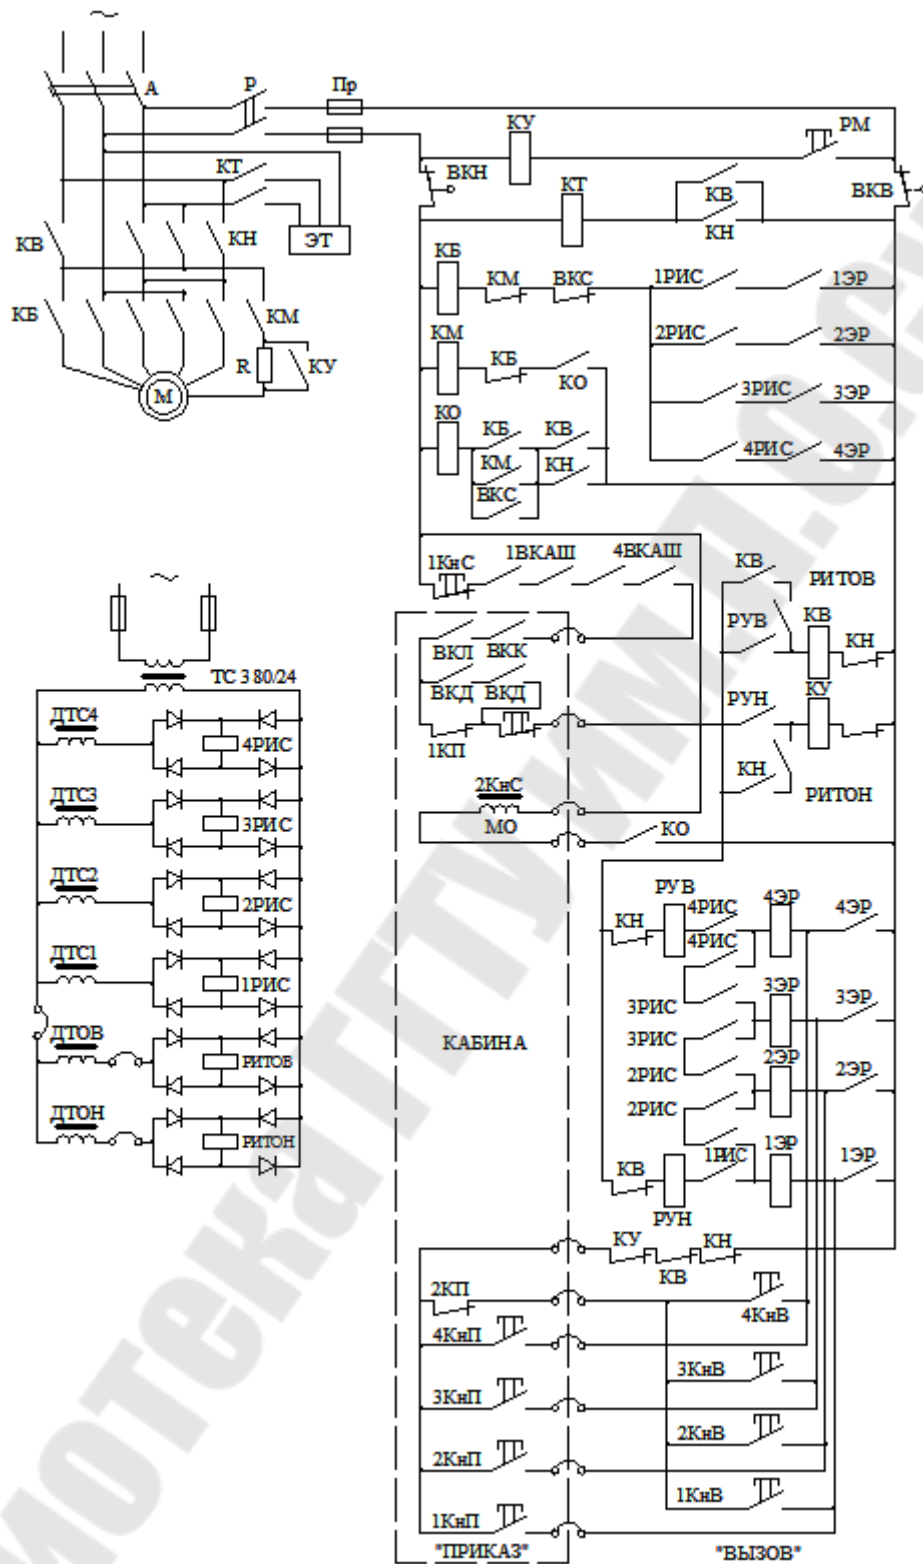 А
Р
Пр
КУ
РМ
КТ
ВКН
КТ
КВ
ВКВ
КН
КВ
КН
ЭТ
КБ
КМ
ВКС
1РИС
1ЭР
КБ
КМ
R
КУ
М
КМ
КБ
КО
2РИС
2ЭР
КО
КБ
КВ
3РИС
3ЭР
КМ
КН
4РИС
4ЭР
ВКС
1КнС
1ВКАШ
4ВКАШ
КВ
РИТОВ
РУВ
КВ
КН
ВКЛ
ВКК
ТС 380/24
ВКД
ВКД
РУН
КУ
1КП
КН
РИТОН
2КнС
МО
КО
ДТС4
4РИС
ДТС3
3РИС
ДТС2
2РИС
ДТС1
1РИС
ДТОВ
РИТОВ
ДТОН
РИТОН
РУВ
4РИС
4ЭР
4ЭР
КН
4РИС
3РИС
3ЭР
3ЭР
3РИС
КАБИНА
2РИС
2ЭР
2ЭР
2РИС
КВ
1РИС
1ЭР
1ЭР
РУН
КУ
КН
КВ
2КП
4КнВ
4КнП
3КнВ
3КнП
2КнВ
2КнП
1КнВ
1КнП
"ПРИКАЗ"
"ВЫЗОВ"